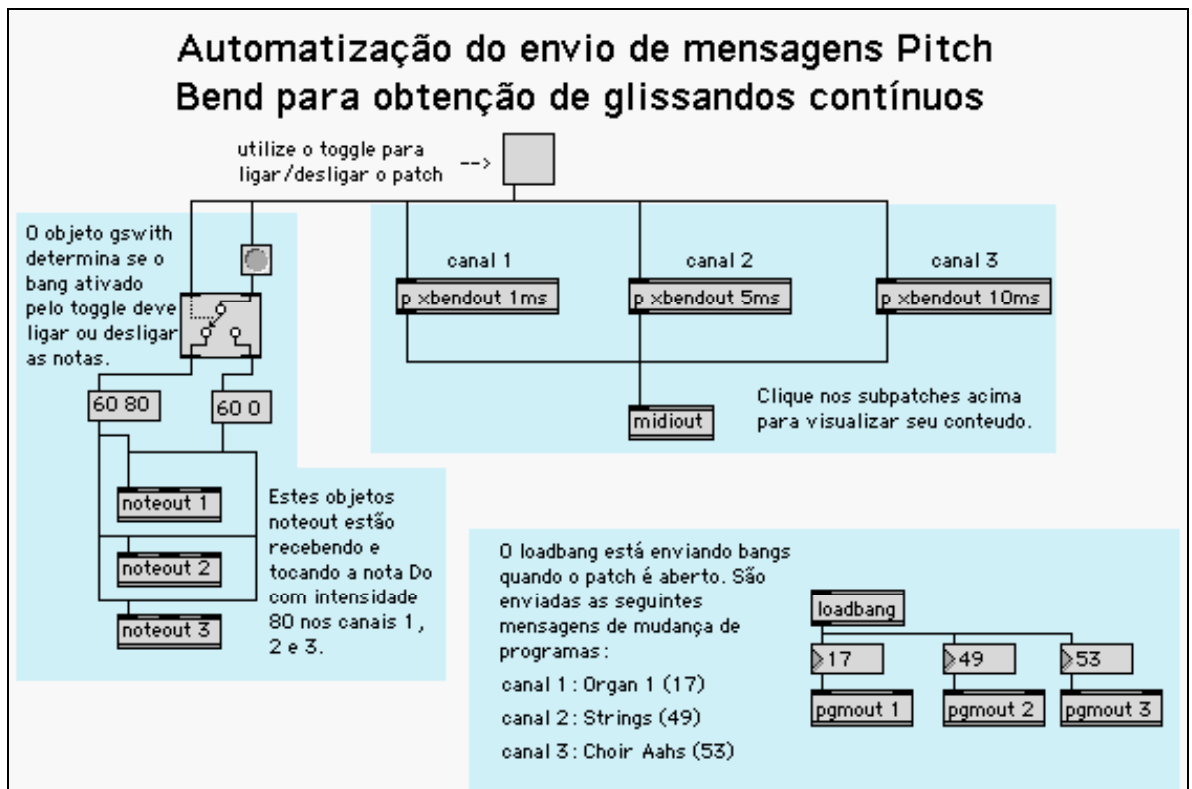 Automatização do envio de mensagens Pitch
Bend para obtenção de glissandos contínuos
utilize o toggle para
ligar/desligar o patch
-->
O objeto gswith
determina se o
bang ativado
pelo toggle deve
ligar ou desligar
as notas.
canal 1
canal 2
canal 3
p xbendout 1ms
p xbendout 5ms
p xbendout 10ms
60 80
60 0
midiout
Clique nos subpatches acima
para visualizar seu conteudo.
noteout 1
noteout 2
noteout 3
Estes objetos
noteout estão
recebendo e
tocando a nota Do
com intensidade
80 nos canais 1,
2 e 3.
O loadbang está enviando bangs
quando o patch é aberto. São
enviadas as seguintes
mensagens de mudança de
programas:
canal 1: Organ 1 (17)
canal 2: Strings (49)
canal 3: Choir Aahs (53)
loadbang
17
49
53
pgmout 1
pgmout 2
pgmout 3